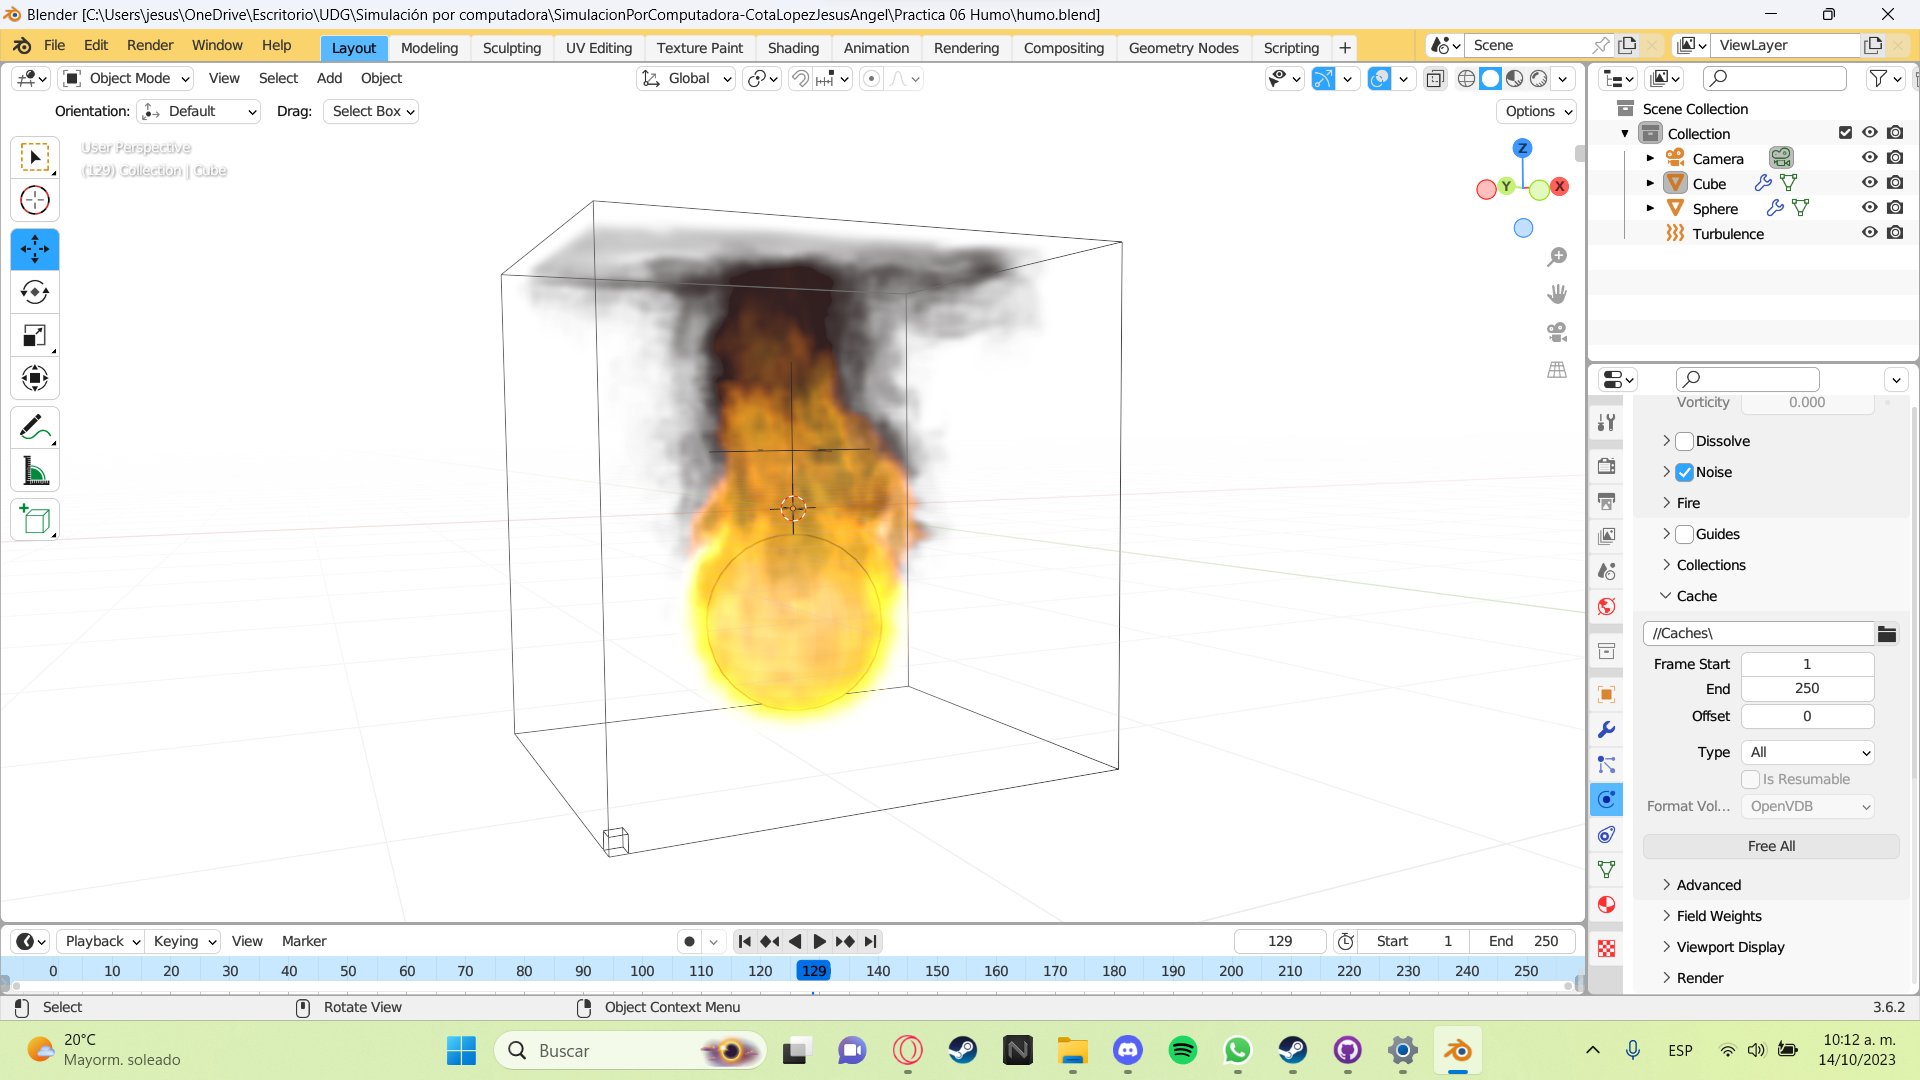 Blender [C:\Users\jesus\OneDrive\Escritorio\UDG\Simulación por computadora\SimulacionPorComputadora-CotaLopezJesusAngel\Practica 06 Humo\humo.blend]
File Edit Render Window Help Layout Modeling Sculpting UV Editing Texture Paint Shading Animation Rendering Compositing Geometry Nodes Scripting + Scene ViewLayer
Object Mode View Select Add Object Global
Orientation: Default Drag: Select Box Options
User Perspective
(129) Collection | Cube
Z
Y X
Scene Collection
Collection
Camera
Cube
Sphere
Turbulence
Vorticity 0.000
Dissolve
Noise
Fire
Guides
Collections
Cache
//Caches\
Frame Start 1
End 250
Offset 0
Type All
Is Resumable
Format Vol... OpenVDB
Free All
Advanced
Field Weights
Viewport Display
Render
Playback Keying View Marker 129 Start 1 End 250
0 10 20 30 40 50 60 70 80 90 100 110 120 129 140 150 160 170 180 190 200 210 220 230 240 250
Select Rotate View Object Context Menu 3.6.2
20°C
Mayorm. soleado
Buscar
ESP
10:12 a. m.
14/10/2023